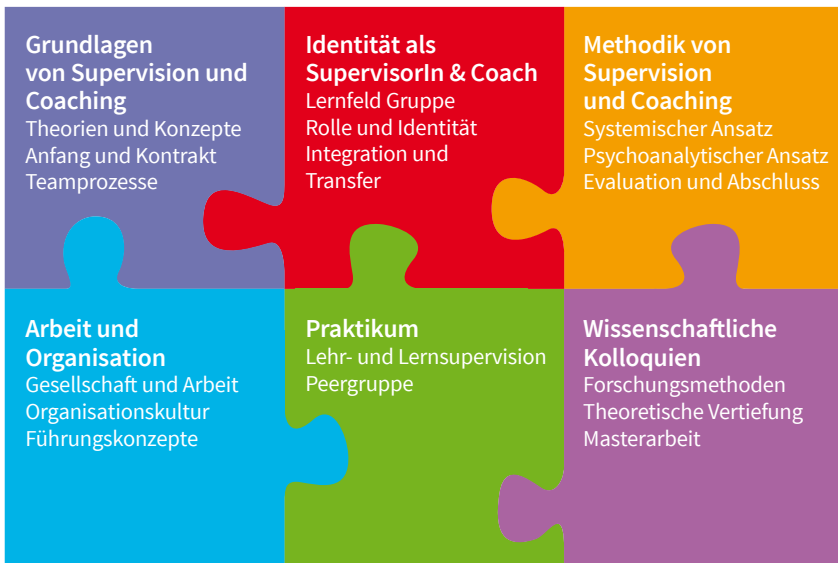 Grundlagen
von Supervision und
Coaching
Theorien und Konzepte
Anfang und Kontrakt
Teamprozesse
Identität als
SupervisorIn & Coach
Lernfeld Gruppe
Rolle und Identität
Integration und
Transfer
Methodik von
Supervision
und Coaching
Systemischer Ansatz
Psychoanalytischer Ansatz
Evaluation und Abschluss
Arbeit und
Organisation
Gesellschaft und Arbeit
Organisationskultur
Führungskonzepte
Praktikum
Lehr- und Lernsupervision
Peergruppe
Wissenschaftliche
Kolloquien
Forschungsmethoden
Theoretische Vertiefung
Masterarbeit